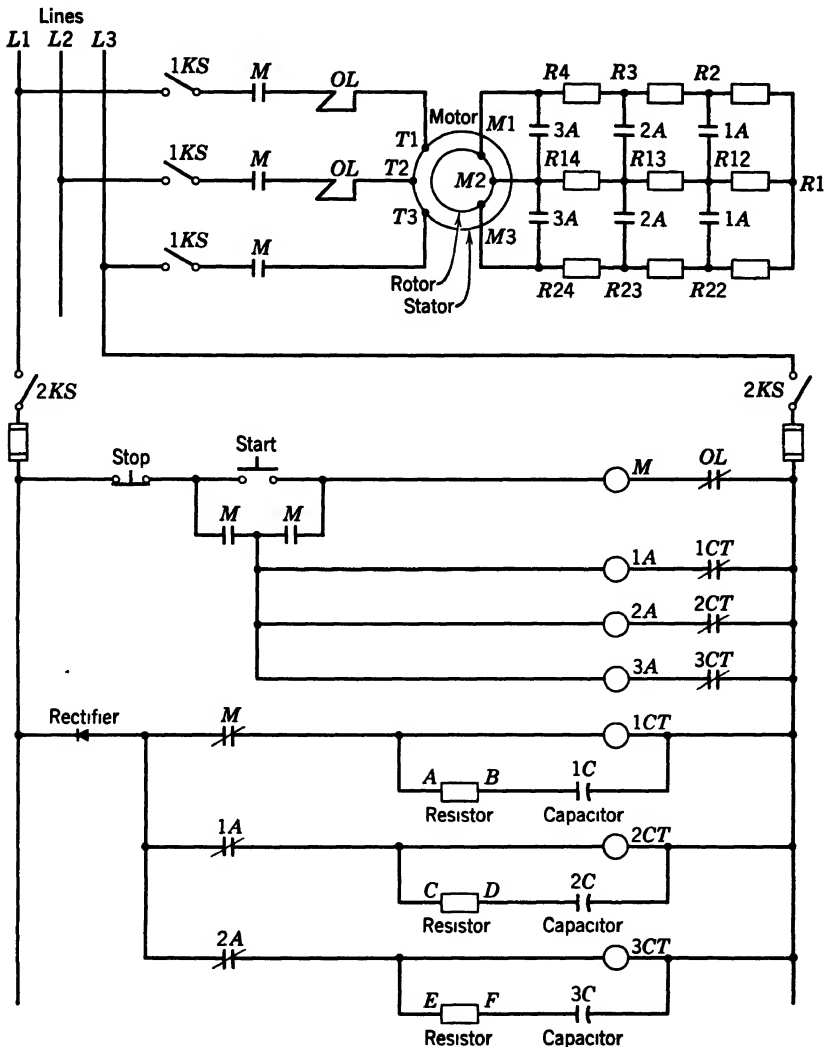 Lines
L1 L2 L3
1KS M OL
R4 R3 R2
Motor M1
3A 2A 1A
T1
1KS M OL T2 M2 R14 R13 R12 R1
T3
1KS M M3 3A 2A 1A
Rotor
Stator
R24 R23 R22
2KS 2KS
Stop Start M OL
M M
1A 1CT
2A 2CT
3A 3CT
Rectifier M 1CT
A B 1C
Resistor Capacitor
1A 2CT
C D 2C
Resistor Capacitor
2A 3CT
E F 3C
Resistor Capacitor